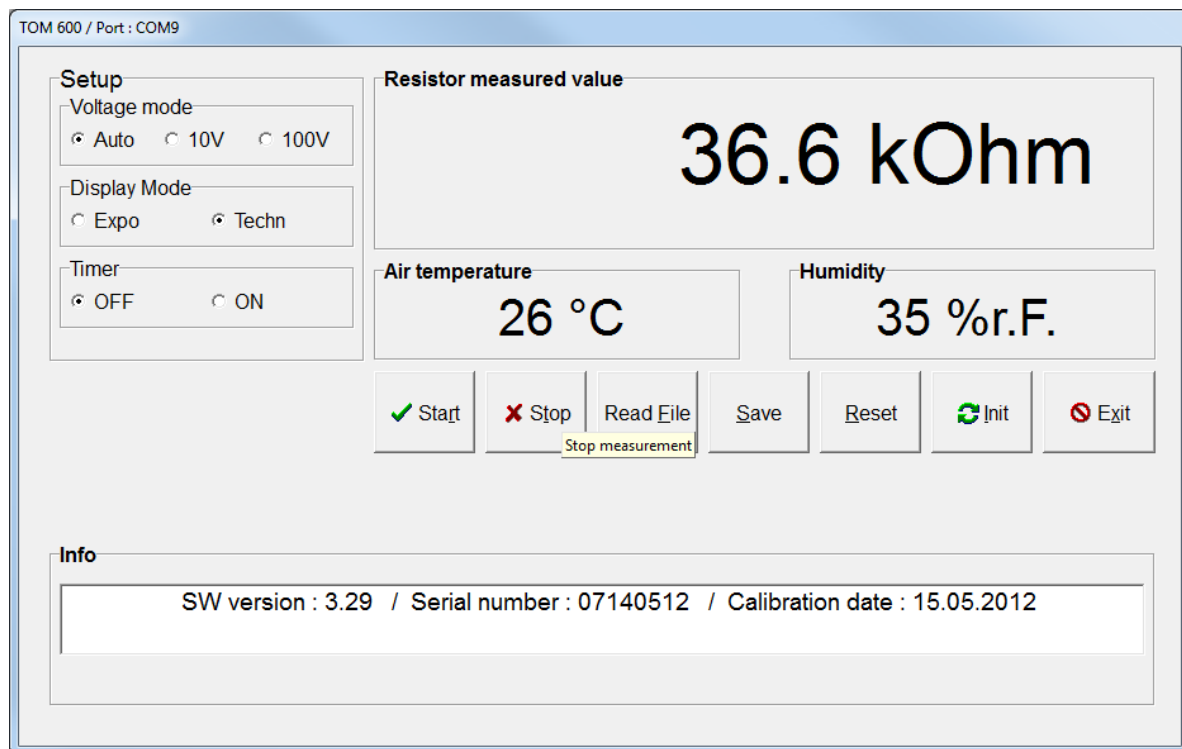 TOM 600 / Port : COM9
Setup
Voltage mode
Auto 10V 100V
Display Mode
Expo Techn
Timer
OFF ON
Resistor measured value
36.6 kOhm
Air temperature
26 °C
Humidity
35 %r.F.
Start Stop Read File Save Reset Init Exit
Stop measurement
Info
SW version : 3.29 / Serial number : 07140512 / Calibration date : 15.05.2012